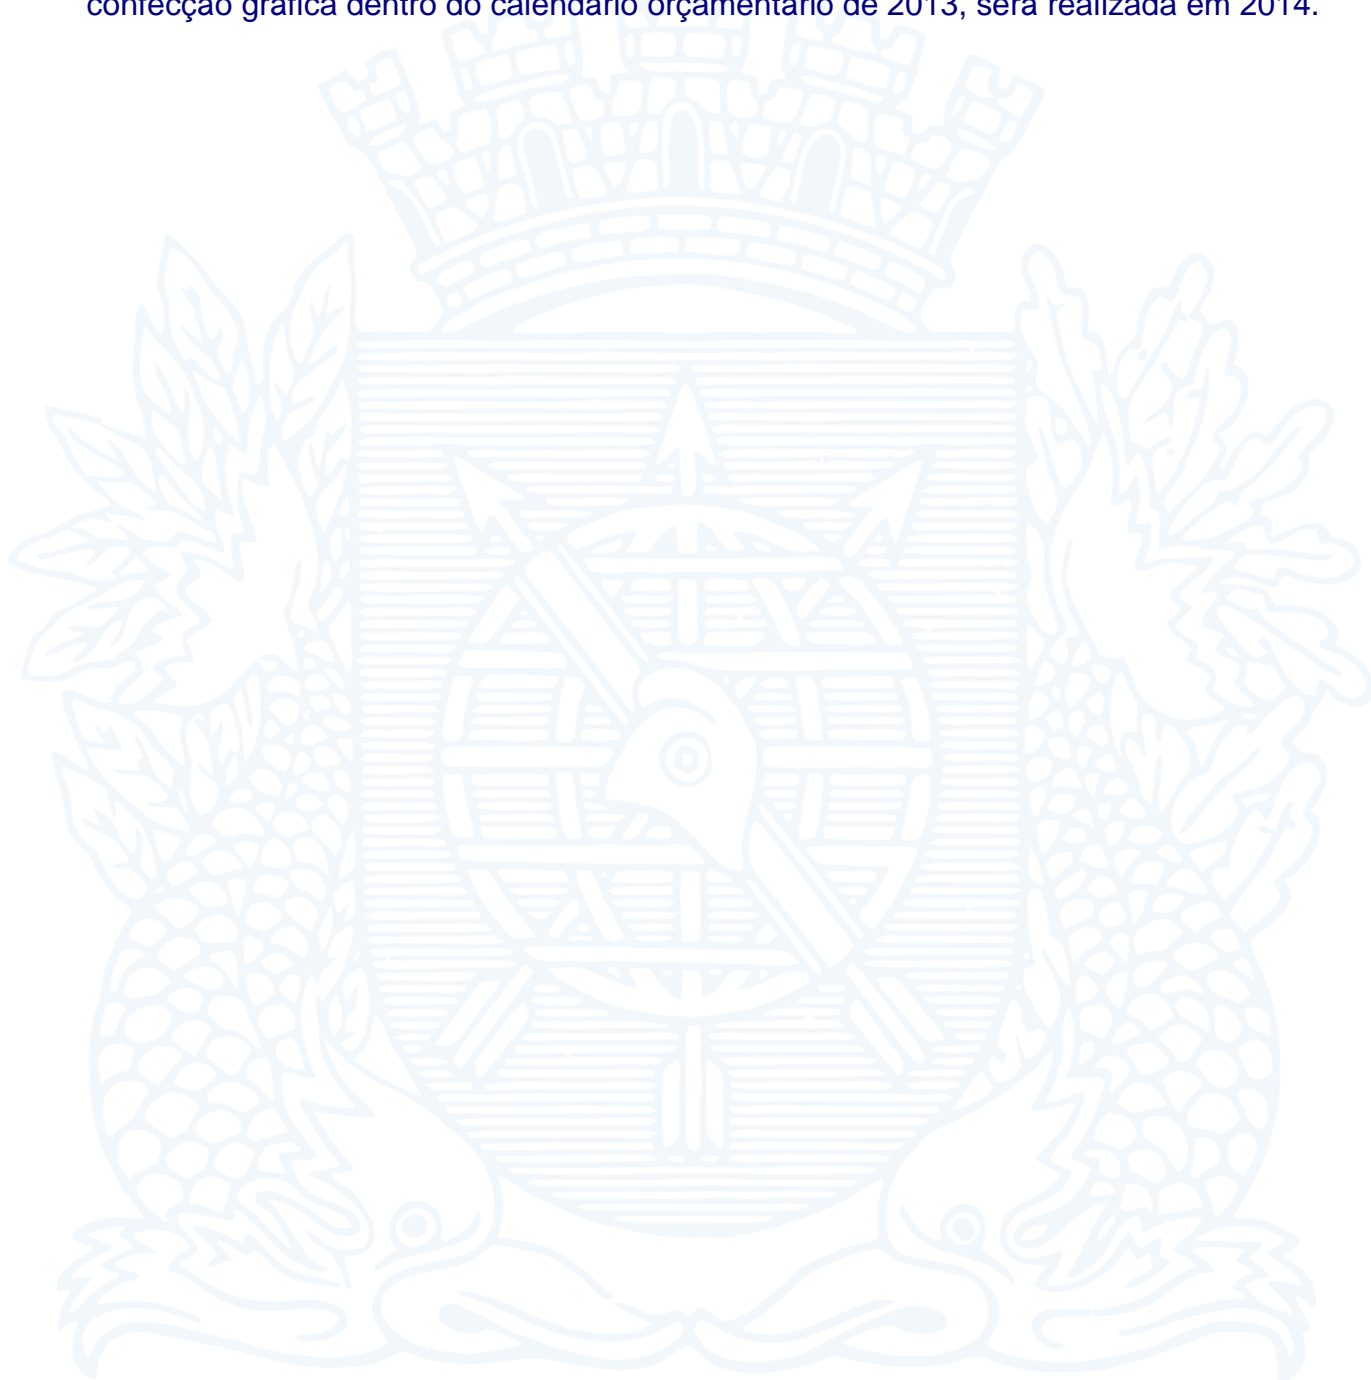 confecção gráfica dentro do calendário orçamentário de 2013, será realizada em 2014.